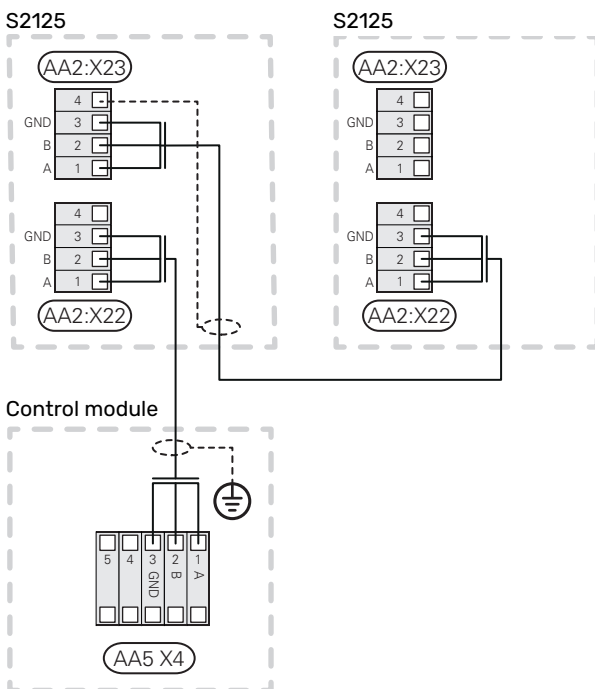 S2125
S2125
AA2:X23
AA2:X23
4
GND 3
B 2
A 1
4
GND 3
B 2
A 1
4
GND 3
B 2
A 1
4
GND 3
B 2
A 1
AA2:X22
AA2:X22
Control module
5 4 3 2 1
GND B A
AA5 X4